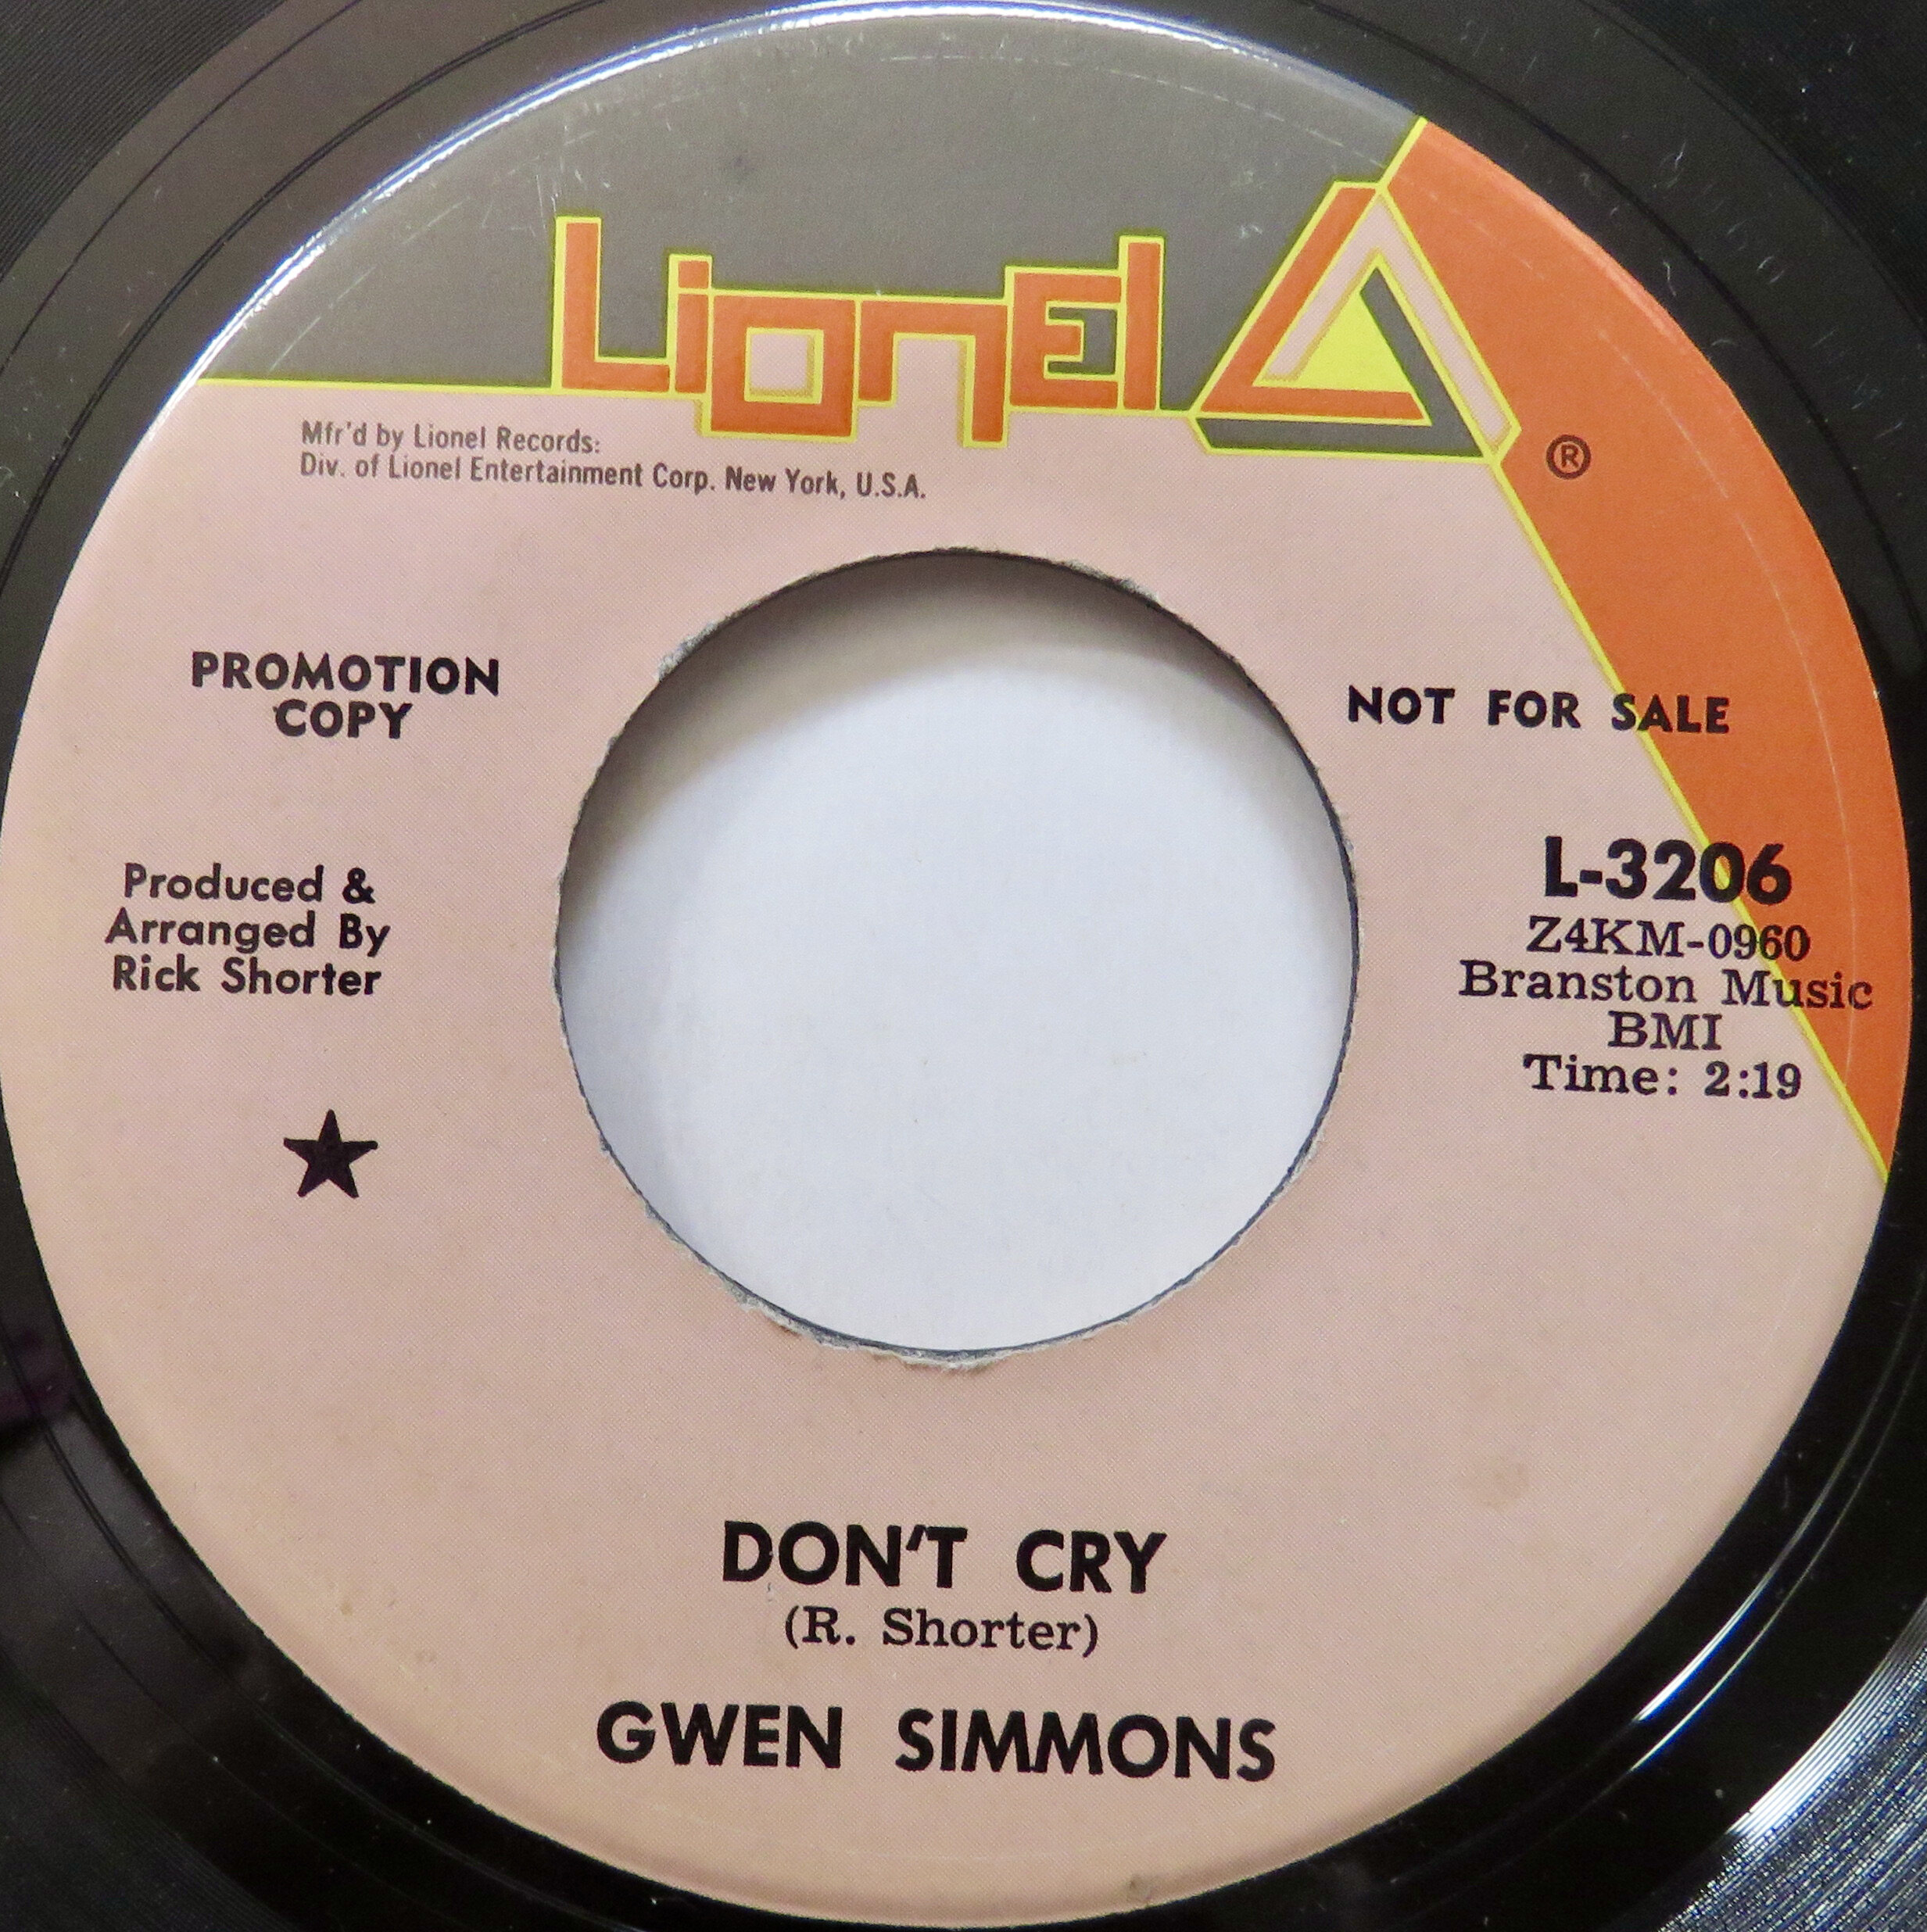 LionEl
®
Mfr'd by Lionel Records:
Div. of Lionel Entertainment Corp. New York, U.S.A.
PROMOTION
COPY
NOT FOR SALE
Produced &
Arranged By
Rick Shorter
L-3206
Z4KM-0960
Branston Music
BMI
Time: 2:19
DON'T CRY
(R. Shorter)
GWEN SIMMONS